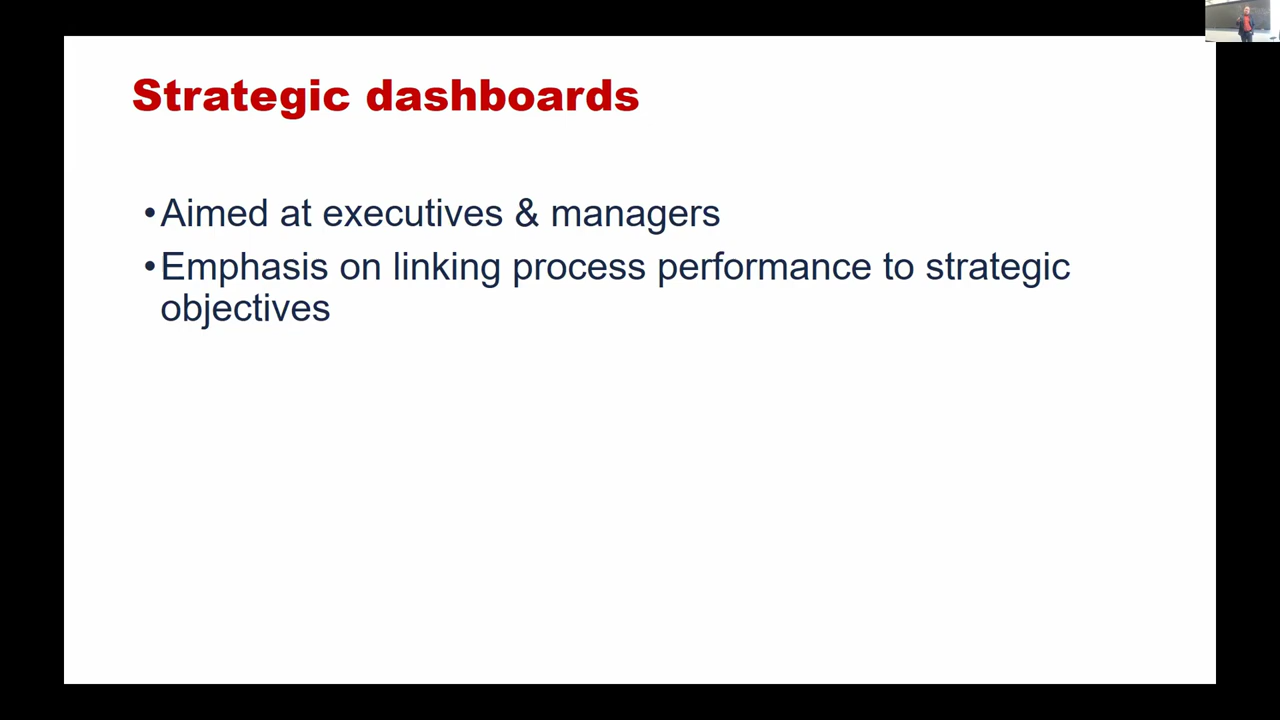 Strategic dashboards
•Aimed at executives & managers
•Emphasis on linking process performance to strategic
objectives